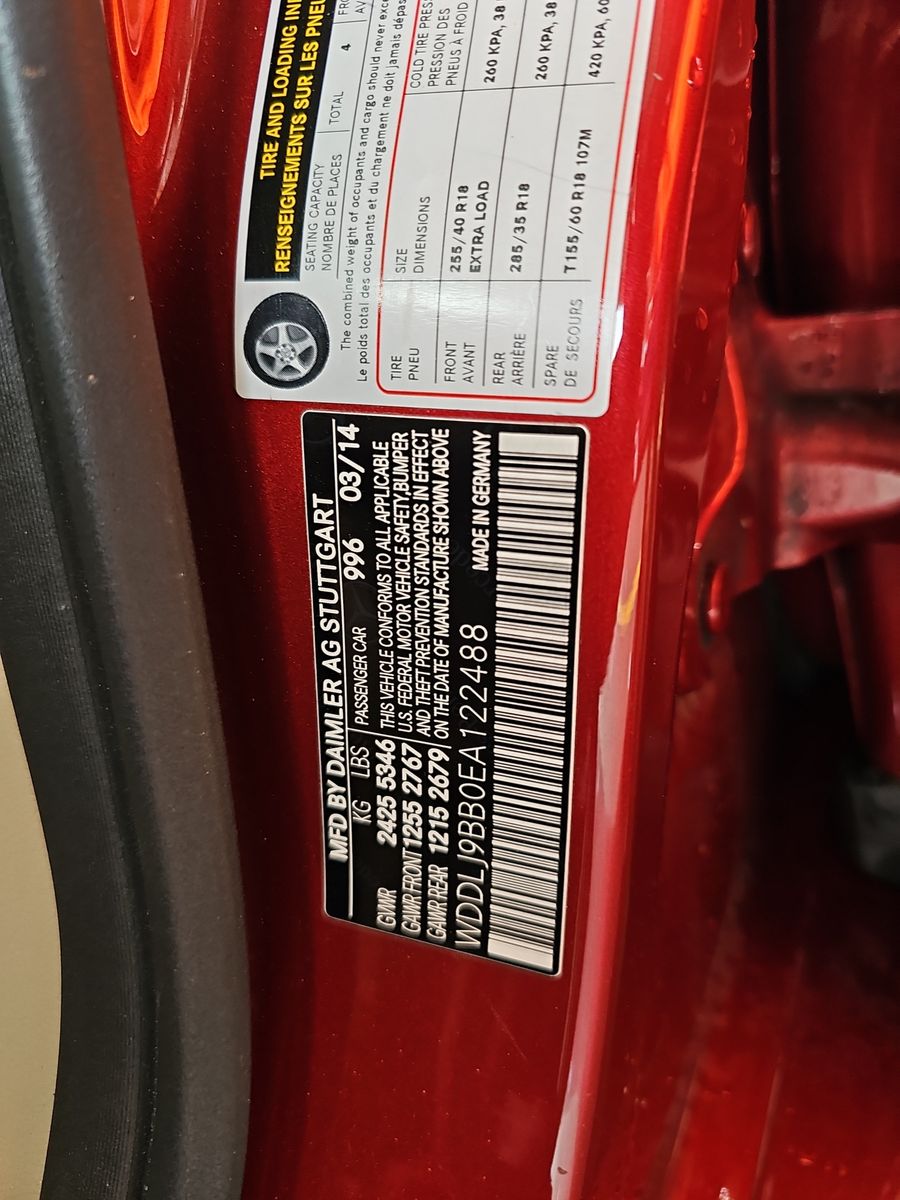 TIRE AND LOADING
RENSEIGNEMENTS SUR LES
SEATING CAPACITY
NOMBRE DE PLACES
TOTAL 4
The combined weight of occupants and cargo should never
Le poids total des occupants et du chargement ne doit jamais
TIRE
PNEU
SIZE
DIMENSIONS
COLD TIRE
PRESSION DES
PNEUS À FROID
FRONT
AVANT
255/40 R18
EXTRA LOAD
260 KPA, 38
REAR
ARRIÈRE
285/35 R18
260 KPA, 38
SPARE
DE SECOURS
T155/60 R18 107M
420 KPA, 60
MFD BY DAIMLER AG STUTTGART
KG LBS PASSENGER CAR 996 03/14
GVWR 2425 5346 THIS VEHICLE CONFORMS TO ALL APPLICABLE
GAWR FRONT 1255 2767 U.S. FEDERAL MOTOR VEHICLE SAFETY,BUMPER
AND THEFT PREVENTION STANDARDS IN EFFECT
GAWR REAR 1215 2679 ON THE DATE OF MANUFACTURE SHOWN ABOVE
WDDLJ9BB0EA122488 MADE IN GERMANY